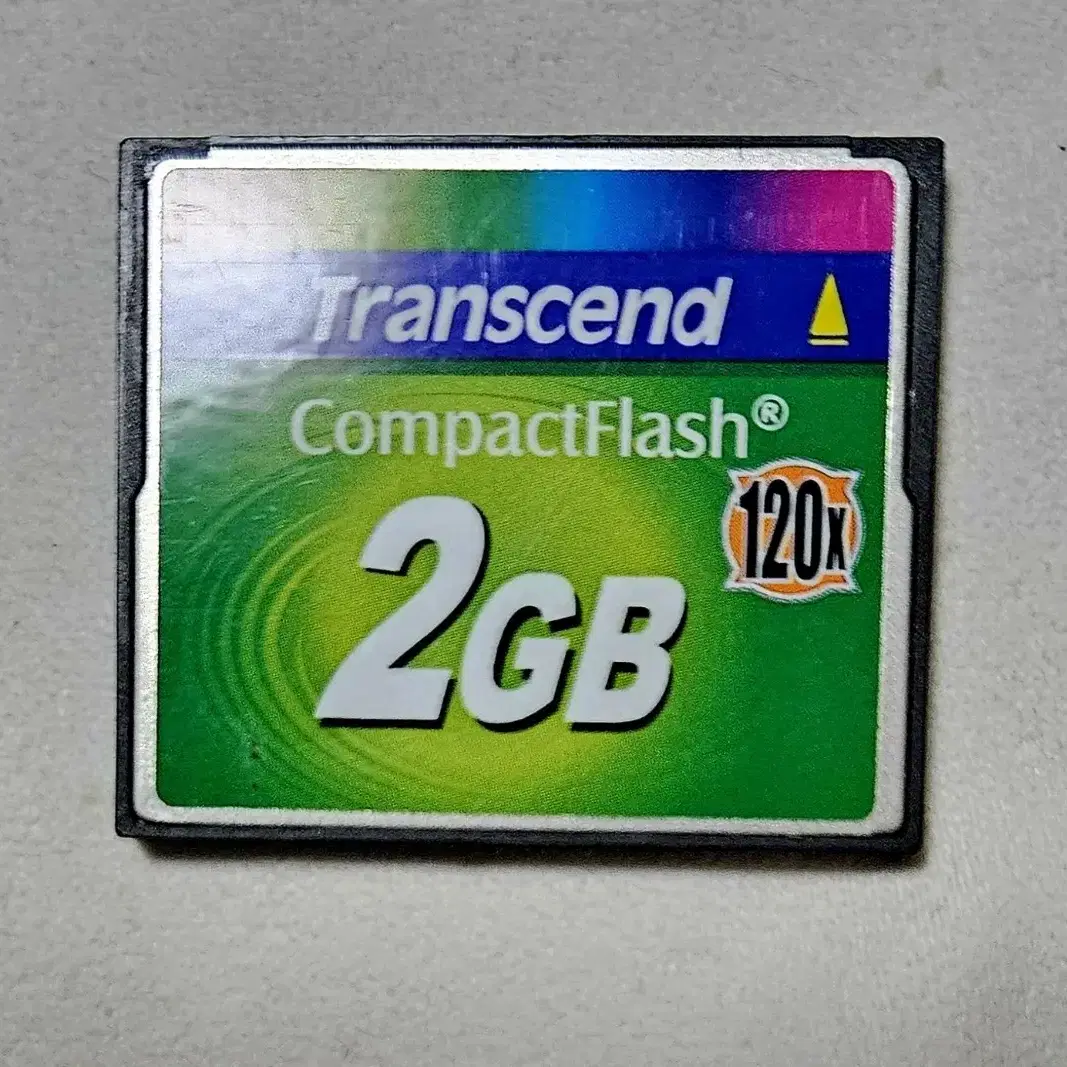 Transcend
CompactFlash®
120x
2GB